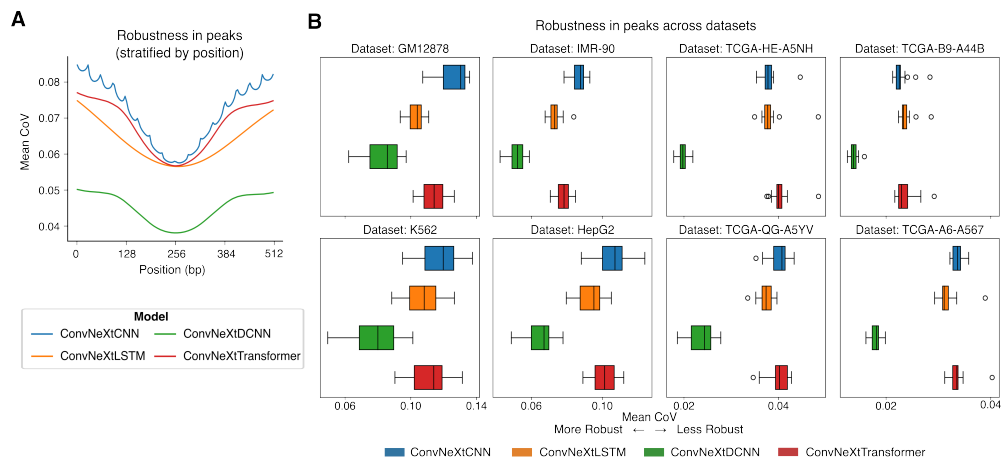 A
Robustness in peaks
(stratified by position)
Mean CoV
0.08
0.07
0.06
0.05
0.04
0
128
256
384
512
Position (bp)
Model
ConvNeXtCNN
ConvNeXtDCNN
ConvNeXtLSTM
ConvNeXtTransformer
B
Robustness in peaks across datasets
Dataset: GM12878
Dataset: IMR-90
Dataset: TCGA-HE-A5NH
Dataset: TCGA-B9-A44B
Dataset: K562
Dataset: HepG2
Dataset: TCGA-QG-A5YV
Dataset: TCGA-A6-A567
0.06
0.10
0.14
0.06
0.10
0.02
0.04
0.02
0.04
Mean CoV
More Robust ← → Less Robust
ConvNeXtCNN
ConvNeXtLSTM
ConvNeXtDCNN
ConvNeXtTransformer